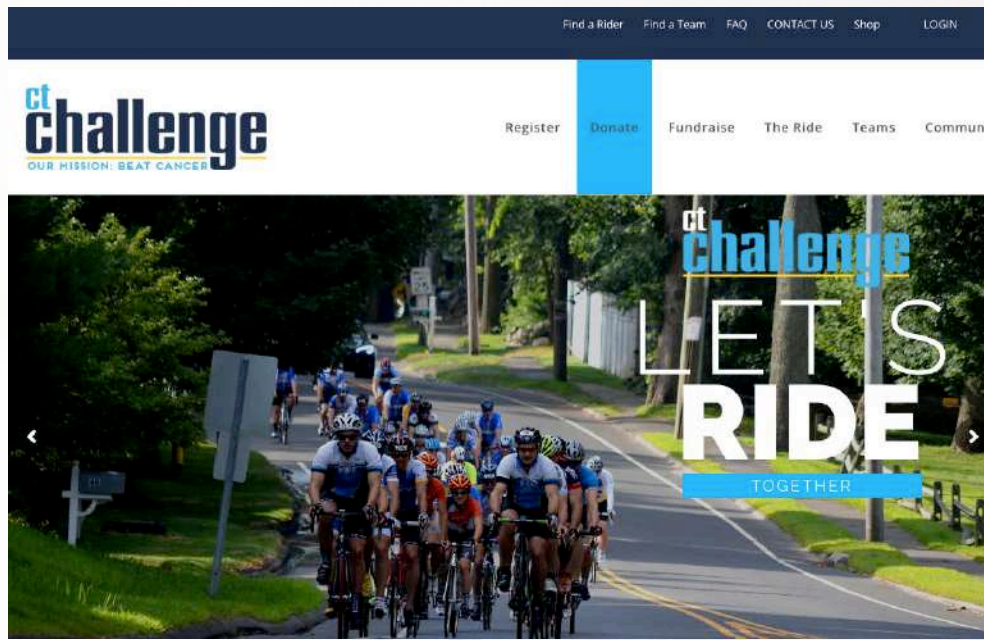 Find a Rider Find a Team FAQ CONTACT US Shop LOGIN
ct
challenge
OUR MISSION: BEAT CANCER
Register Donate Fundraise The Ride Teams Commun
ct
challenge
LET'S
RIDE
TOGETHER